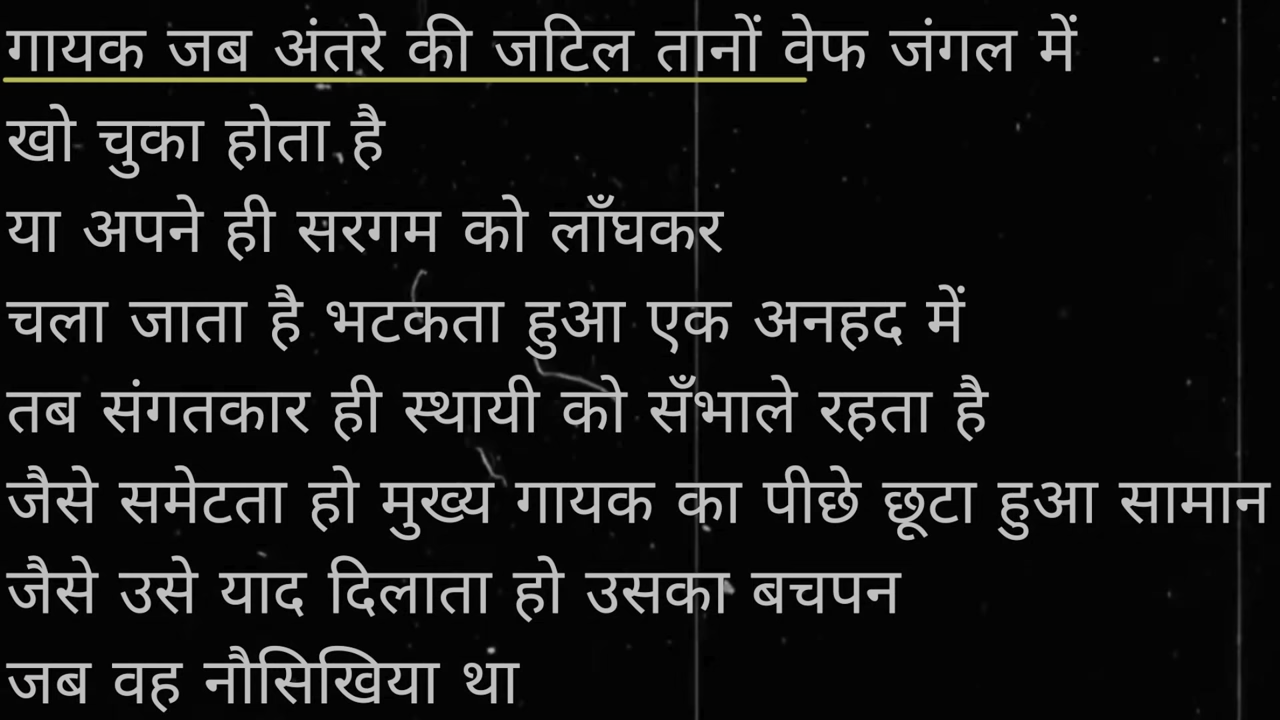 गायक जब अंतरे की जटिल तानों वेफ जंगल में
खो चुका होता है
या अपने ही सरगम को लाँघकर
चला जाता है भटकता हुआ एक अनहद में
तब संगतकार ही स्थायी को सँभाले रहता है
जैसे समेटता हो मुख्य गायक का पीछे छूटा हुआ सामान
जैसे उसे याद दिलाता हो उसका बचपन
जब वह नौसिखिया था